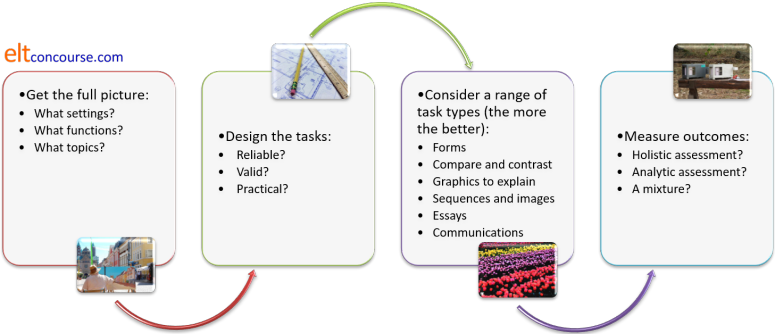 eltconcourse.com
•Get the full picture:
• What settings?
• What functions?
• What topics?
•Design the tasks:
• Reliable?
• Valid?
• Practical?
•Consider a range of
task types (the more
the better):
• Forms
• Compare and contrast
• Graphics to explain
• Sequences and images
• Essays
• Communications
•Measure outcomes:
• Holistic assessment?
• Analytic assessment?
• A mixture?